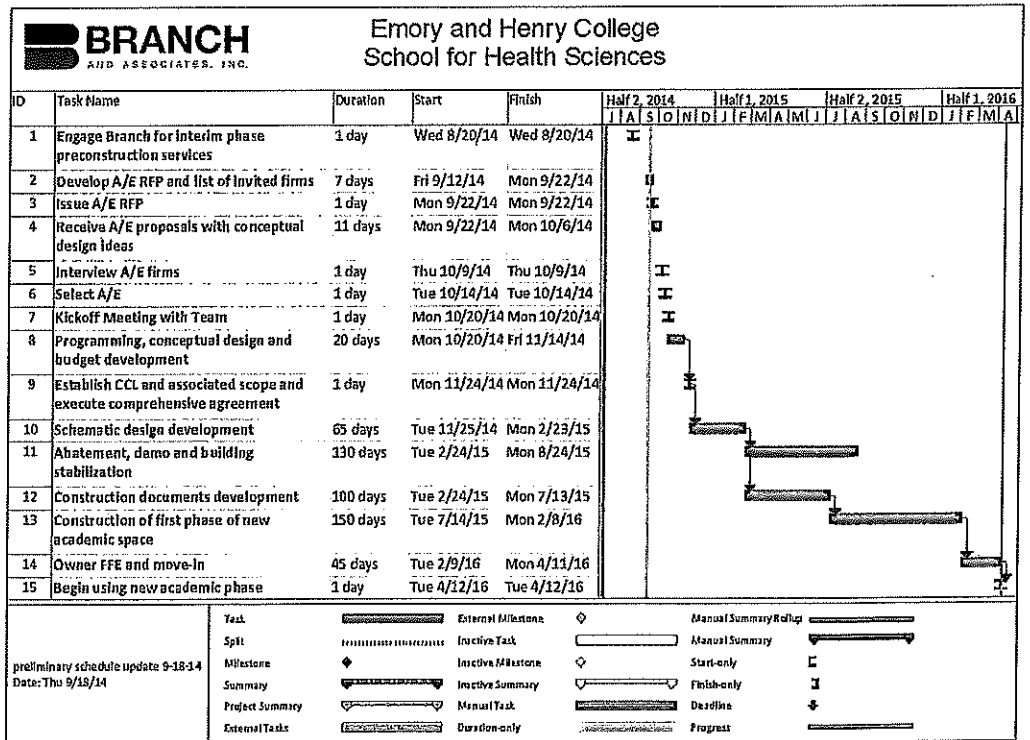 BRANCH
AND ASSOCIATES, INC.
Emory and Henry College
School for Health Sciences
ID Task Name Duration Start Finish Half 2, 2014 Half 1, 2015 Half 2, 2015 Half 1, 2016
J A S O N D J F M A M J J A S O N D J F M A
1 Engage Branch for interim phase 1 day Wed 8/20/14 Wed 8/20/14
preconstruction services
2 Develop A/E RFP and list of invited firms 7 days Fri 9/12/14 Mon 9/22/14
3 Issue A/E RFP 1 day Mon 9/22/14 Mon 9/22/14
4 Receive A/E proposals with conceptual 11 days Mon 9/22/14 Mon 10/6/14
design ideas
5 Interview A/E firms 1 day Thu 10/9/14 Thu 10/9/14
6 Select A/E 1 day Tue 10/14/14 Tue 10/14/14
7 Kickoff Meeting with Team 1 day Mon 10/20/14 Mon 10/20/14
8 Programming, conceptual design and 20 days Mon 10/20/14 Fri 11/14/14
budget development
9 Establish CCL and associated scope and 1 day Mon 11/24/14 Mon 11/24/14
execute comprehensive agreement
10 Schematic design development 65 days Tue 11/25/14 Mon 2/23/15
11 Abatement, demo and building 130 days Tue 2/24/15 Mon 8/24/15
stabilization
12 Construction documents development 100 days Tue 2/24/15 Mon 7/13/15
13 Construction of first phase of new 150 days Tue 7/14/15 Mon 2/8/16
academic space
14 Owner FFE and move-in 45 days Tue 2/9/16 Mon 4/11/16
15 Begin using new academic phase 1 day Tue 4/12/16 Tue 4/12/16
preliminary schedule update 9-18-14
Date: Thu 9/18/14
Task External Milestone Manual Summary Rollup
Split Inactive Task Manual Summary
Milestone Inactive Milestone Start-only
Summary Inactive Summary Finish-only
Project Summary Manual Task Deadline
External Tasks Duration-only Progress